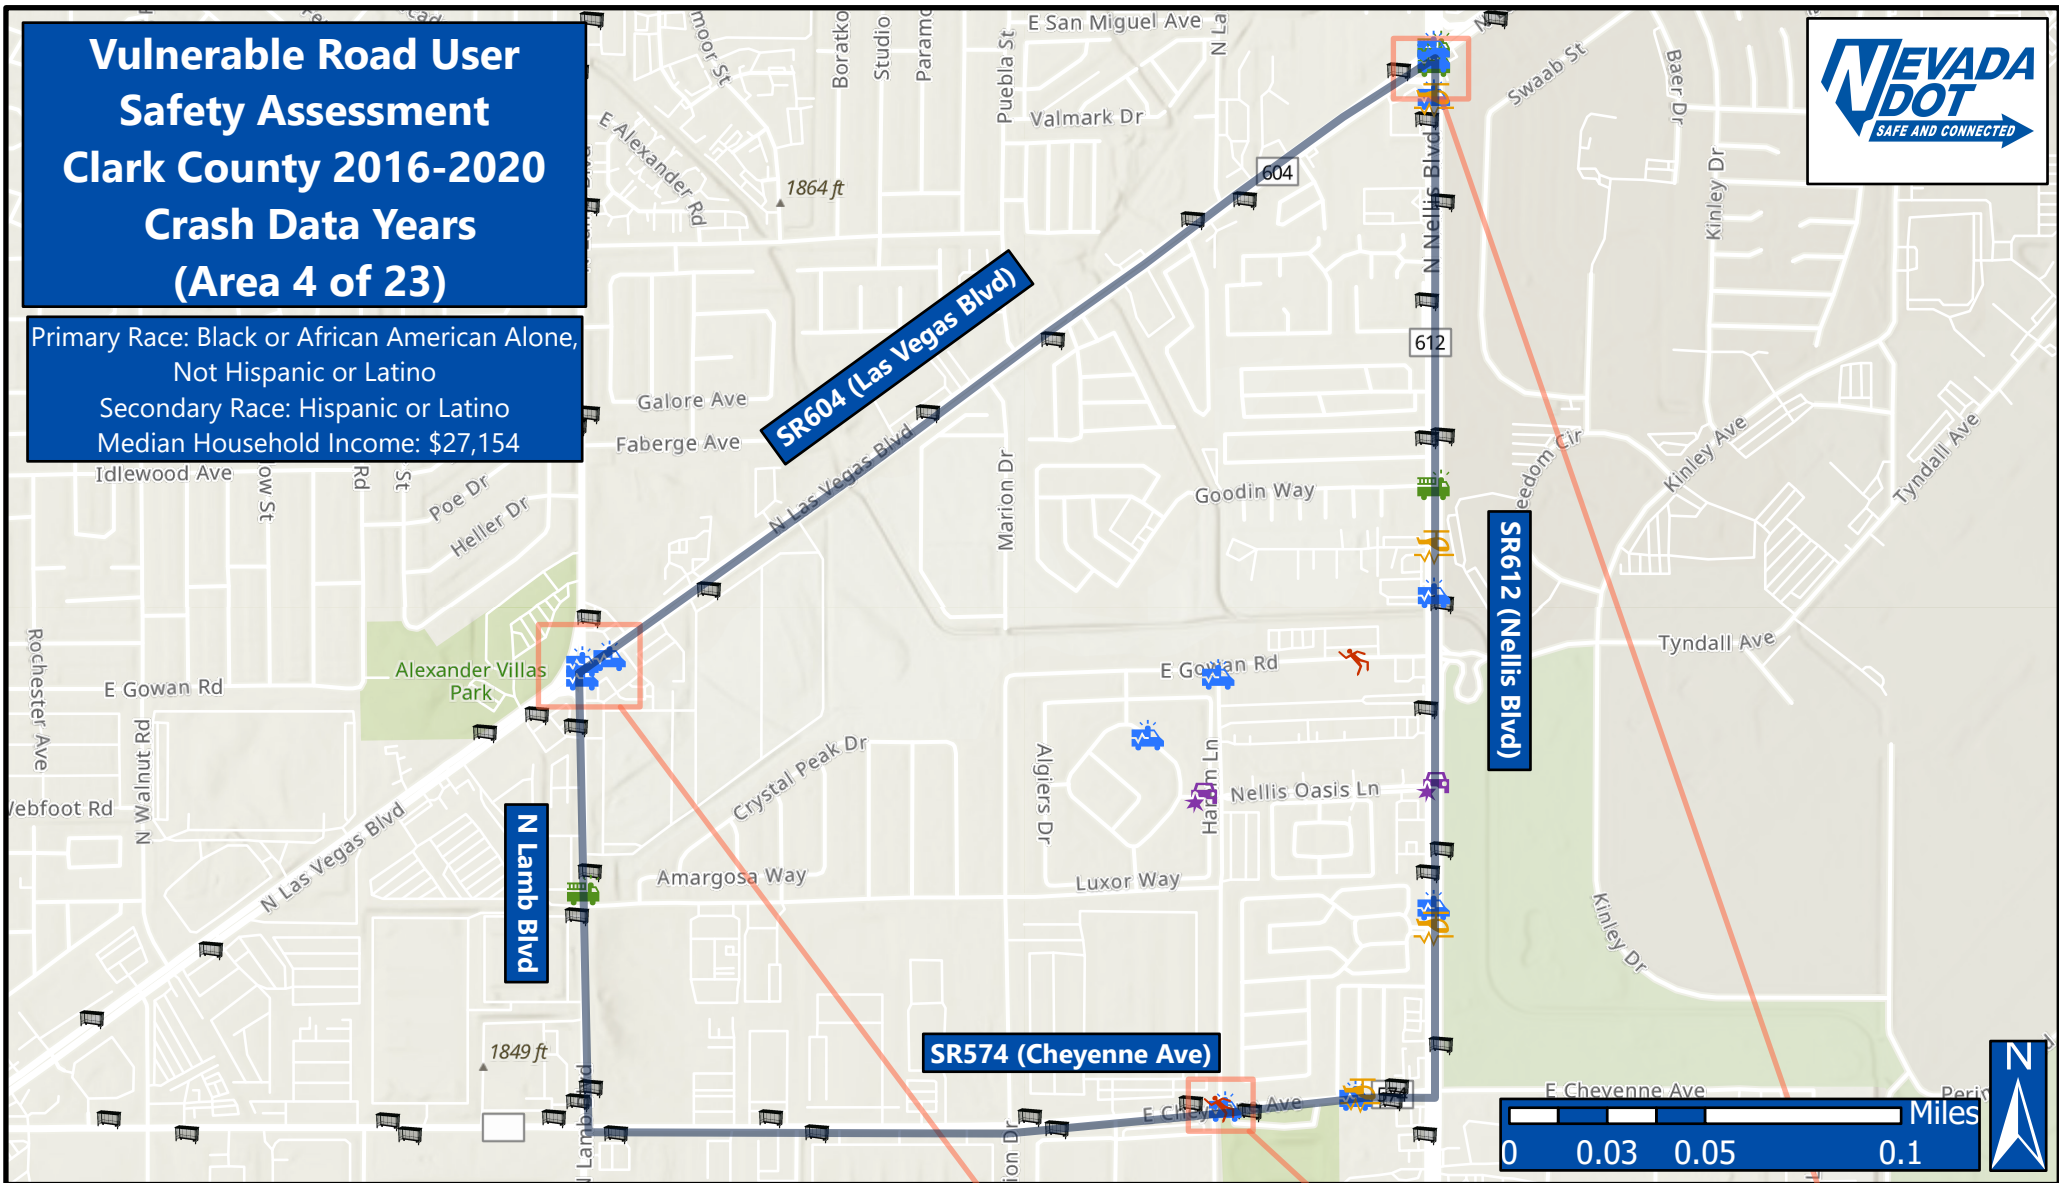 Vulnerable Road User
Safety Assessment
Clark County 2016-2020
Crash Data Years
(Area 4 of 23)
Primary Race: Black or African American Alone,
Not Hispanic or Latino
Secondary Race: Hispanic or Latino
Median Household Income: $27,154
NEVADA
DOT
SAFE AND CONNECTED
E San Miguel Ave
Boratko
Studio
Puebla St
N La
Valmark Dr
Swaab St
Baer Dr
Kinley Dr
E Alexander Rd
1864 ft
604
N Nellis Blvd
SR604 (Las Vegas Blvd)
612
Galore Ave
Faberge Ave
Idlewood Ave
Rd
St
Poe Dr
Heller Dr
N Las Vegas Blvd
Marion Dr
Goodin Way
eedom Cir
Kinley Ave
Tyndall Ave
SR612 (Nellis Blvd)
Rochester Ave
E Gowan Rd
Alexander Villas
Park
E Gowan Rd
Tyndall Ave
N Walnut Rd
Crystal Peak Dr
Algiers Dr
Nellis Oasis Ln
N Las Vegas Blvd
N Lamb Blvd
Amargosa Way
Luxor Way
Kinley Dr
1849 ft
SR574 (Cheyenne Ave)
E Cheyenne Ave
N
Miles
0 0.03 0.05 0.1